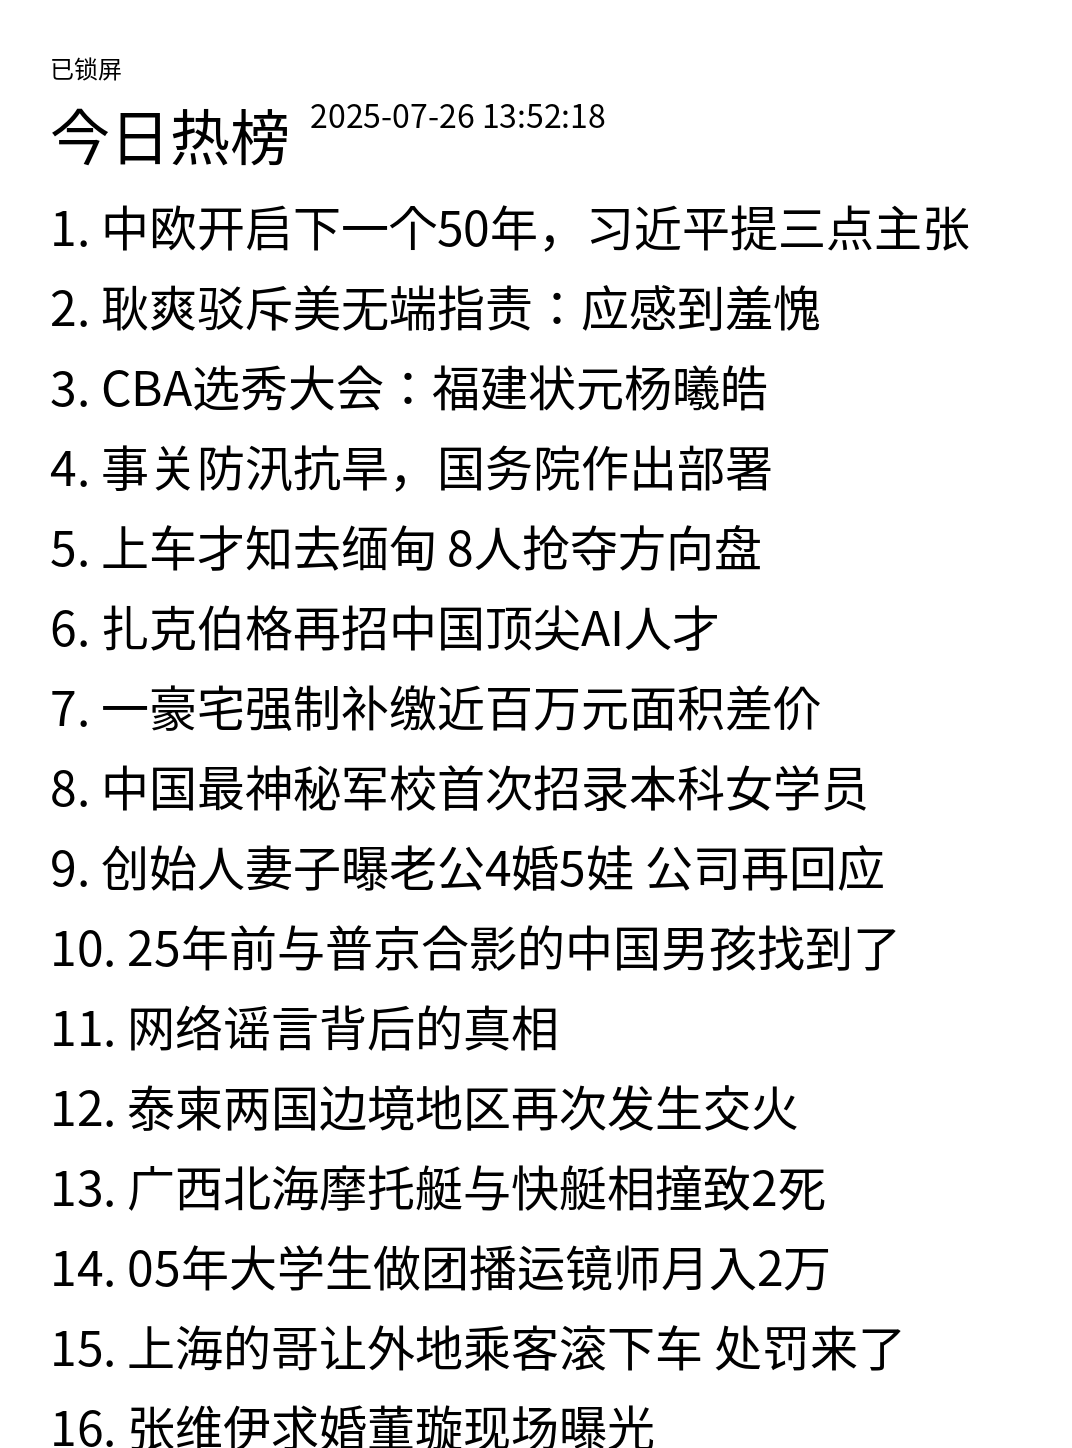 已锁屏
今日热榜 2025-07-26 13:52:18
1. 中欧开启下一个50年，习近平提三点主张
2. 耿爽驳斥美无端指责：应感到羞愧
3. CBA选秀大会：福建状元杨曦皓
4. 事关防汛抗旱，国务院作出部署
5. 上车才知去缅甸 8人抢夺方向盘
6. 扎克伯格再招中国顶尖AI人才
7. 一豪宅强制补缴近百万元面积差价
8. 中国最神秘军校首次招录本科女学员
9. 创始人妻子曝老公4婚5娃 公司再回应
10. 25年前与普京合影的中国男孩找到了
11. 网络谣言背后的真相
12. 泰柬两国边境地区再次发生交火
13. 广西北海摩托艇与快艇相撞致2死
14. 05年大学生做团播运镜师月入2万
15. 上海的哥让外地乘客滚下车 处罚来了
16. 张维伊求婚董璇现场曝光